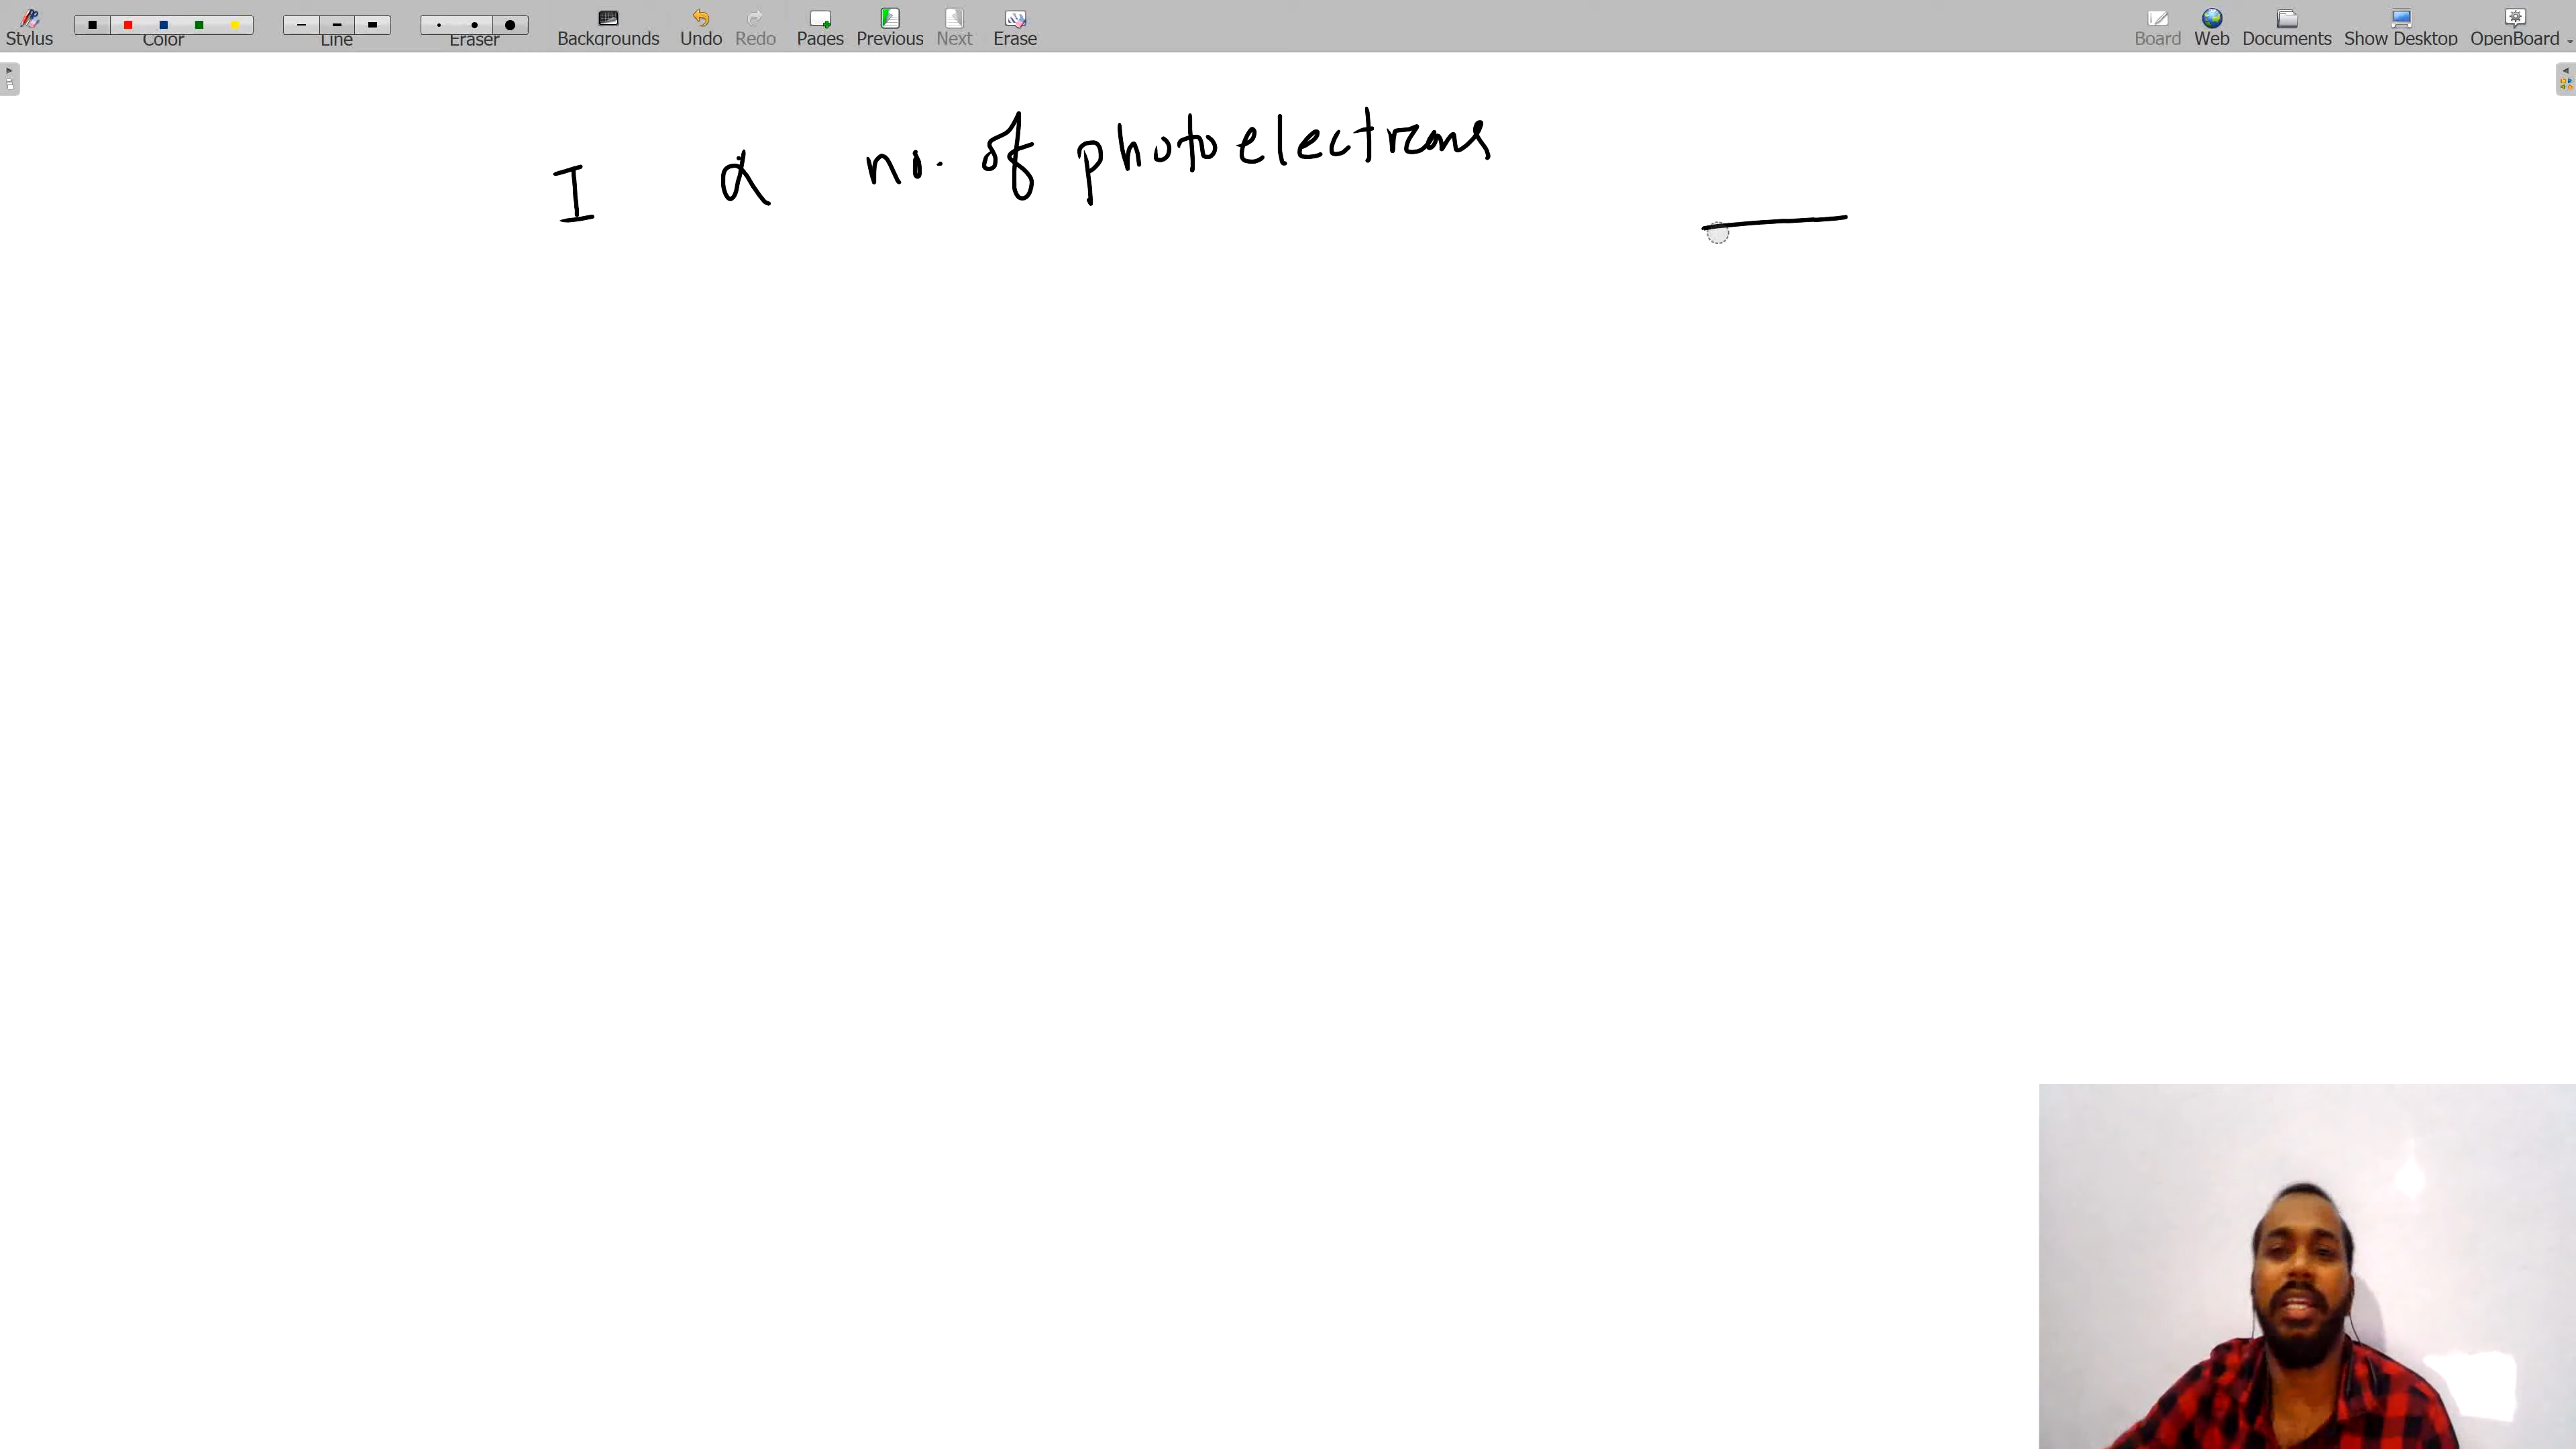 Stylus Color Line Eraser Backgrounds Undo Redo Pages Previous Next Erase Board Web Documents Show Desktop OpenBoard
I α no. of photoelectrons